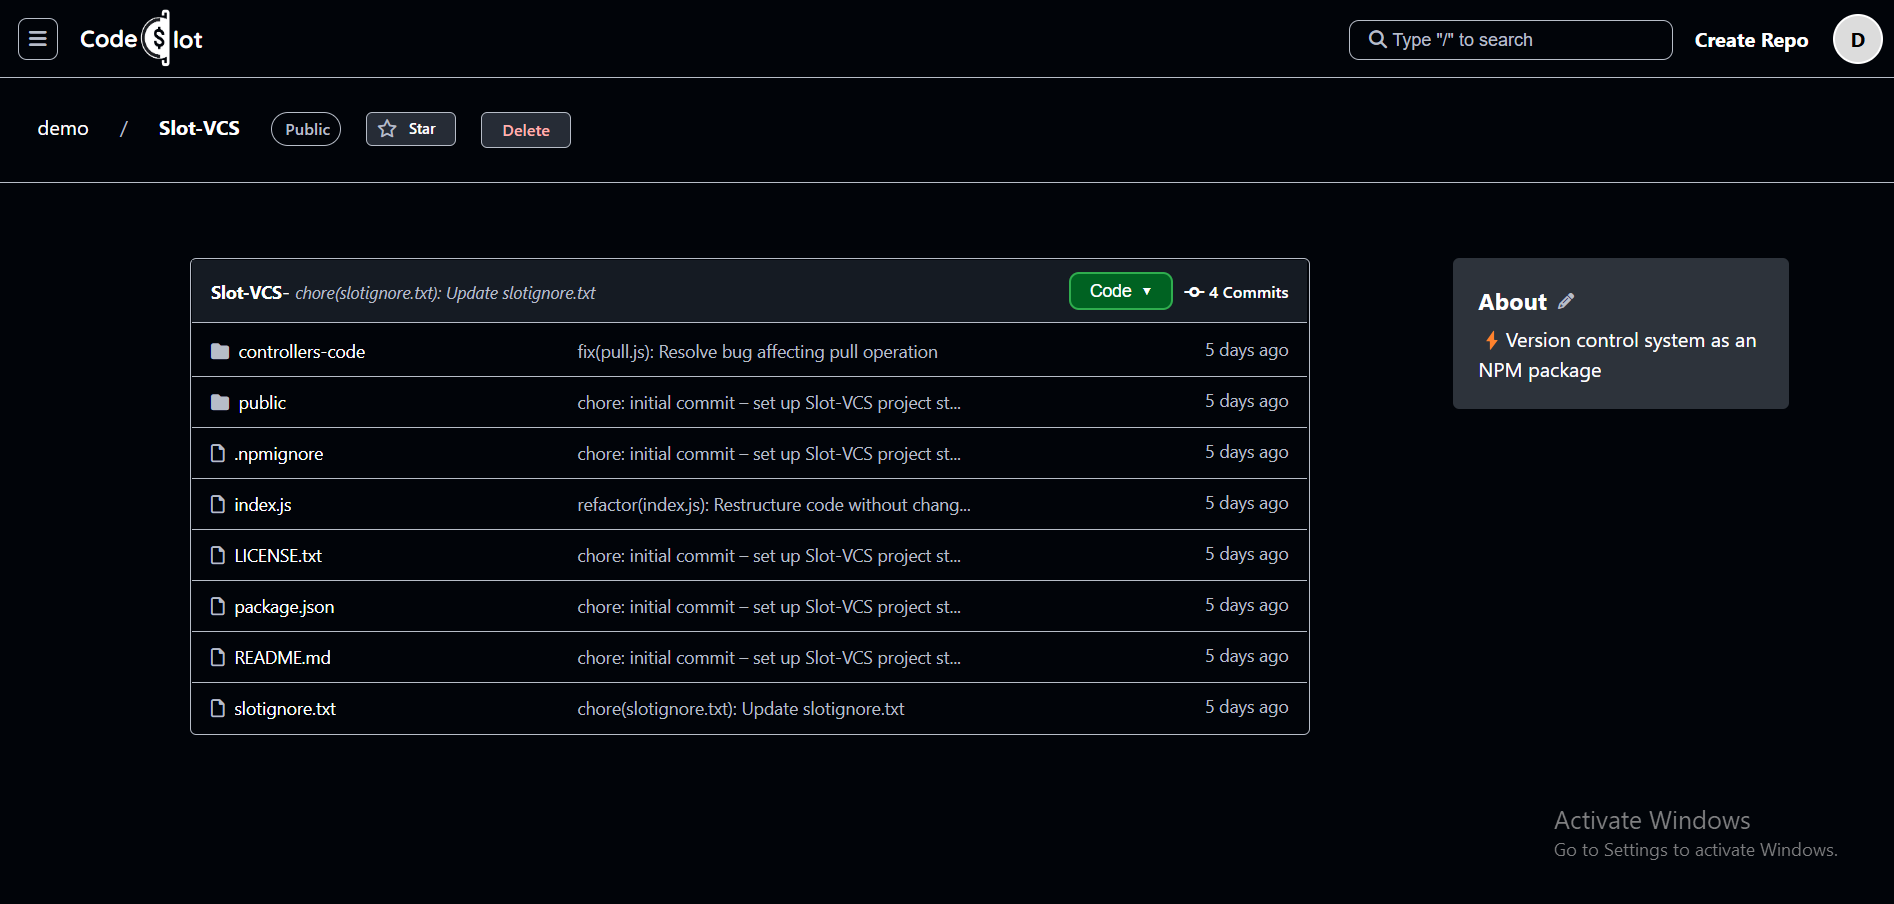 Code $lot
Type "/" to search
Create Repo
D
demo / Slot-VCS Public Star Delete
Slot-VCS- chore(slotignore.txt): Update slotignore.txt Code ▼ 4 Commits
controllers-code fix(pull.js): Resolve bug affecting pull operation 5 days ago
public chore: initial commit – set up Slot-VCS project st... 5 days ago
.npmignore chore: initial commit – set up Slot-VCS project st... 5 days ago
index.js refactor(index.js): Restructure code without chang... 5 days ago
LICENSE.txt chore: initial commit – set up Slot-VCS project st... 5 days ago
package.json chore: initial commit – set up Slot-VCS project st... 5 days ago
README.md chore: initial commit – set up Slot-VCS project st... 5 days ago
slotignore.txt chore(slotignore.txt): Update slotignore.txt 5 days ago
About
Version control system as an
NPM package
Activate Windows
Go to Settings to activate Windows.